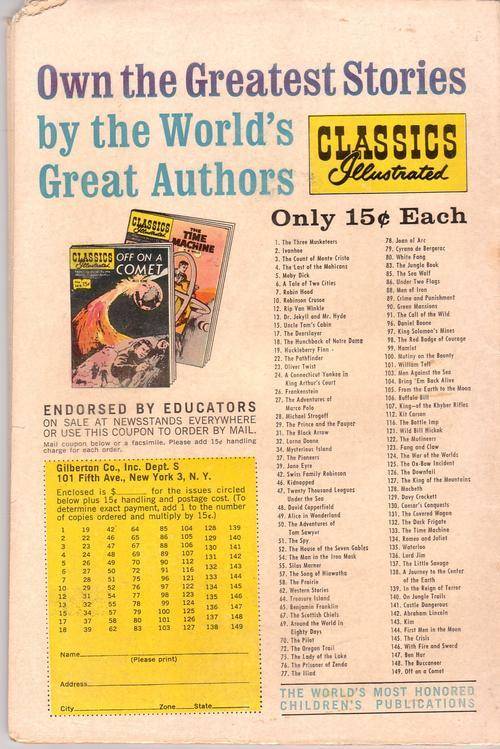 Own the Greatest Stories
by the World's
Great Authors
CLASSICS
Illustrated
Only 15¢ Each
CLASSICS
Illustrated
THE
TIME
MACHINE
CLASSICS
Illustrated
15¢
OFF ON A
COMET
ENDORSED BY EDUCATORS
ON SALE AT NEWSSTANDS EVERYWHERE
OR USE THIS COUPON TO ORDER BY MAIL.
Mail coupon below or a facsimile. Please add 15¢ handling
charge for each order.
Gilberton Co., Inc. Dept. S
101 Fifth Ave., New York 3, N. Y.
Enclosed is $ for the issues circled
below plus 15¢ handling and postage cost. (To
determine exact payment, add 1 to the number
of copies ordered and multiply by 15¢.)
1 19 42 64 85 104 128 139
2 22 46 65 86 105 129 140
3 23 47 67 88 106 130 141
4 24 48 69 89 107
5 26 49 70 90 112 131 142
6 27 50 72 91 116 132 143
7 28 51 75 96 121 133 144
10 29 52 76 97 122 134 145
12 31 54 77 98 123 135 146
13 32 55 78 99 124
15 34 57 79 100 125 136 147
17 37 58 80 101 126 137 148
18 39 62 83 103 127 138 149
Name
(Please print)
Address
City Zone State
1. The Three Musketeers
2. Ivanhoe
3. The Count of Monte Cristo
4. The Last of the Mohicans
5. Moby Dick
6. A Tale of Two Cities
7. Robin Hood
10. Robinson Crusoe
12. Rip Van Winkle
13. Dr. Jekyll and Mr. Hyde
15. Uncle Tom's Cabin
17. The Deerslayer
18. The Hunchback of Notre Dame
19. Huckleberry Finn
22. The Pathfinder
23. Oliver Twist
24. A Connecticut Yankee in
King Arthur's Court
26. Frankenstein
27. The Adventures of
Marco Polo
28. Michael Strogoff
29. The Prince and the Pauper
31. The Black Arrow
32. Lorna Doone
34. Mysterious Island
37. The Pioneers
39. Jane Eyre
42. Swiss Family Robinson
46. Kidnapped
47. Twenty Thousand Leagues
Under the Sea
48. David Copperfield
49. Alice in Wonderland
50. The Adventures of
Tom Sawyer
51. The Spy
52. The House of the Seven Gables
54. The Man in the Iron Mask
55. Silas Marner
57. The Song of Hiawatha
58. The Prairie
62. Western Stories
64. Treasure Island
65. Benjamin Franklin
67. The Scottish Chiefs
69. Around the World in
Eighty Days
70. The Pilot
72. The Oregon Trail
75. The Lady of the Lake
76. The Prisoner of Zenda
77. The Iliad
78. Joan of Arc
79. Cyrano de Bergerac
80. White Fang
83. The Jungle Book
85. The Sea Wolf
86. Under Two Flags
88. Men of Iron
89. Crime and Punishment
90. Green Mansions
91. The Call of the Wild
96. Daniel Boone
97. King Solomon's Mines
98. The Red Badge of Courage
99. Hamlet
100. Mutiny on the Bounty
101. William Tell
103. Men Against the Sea
104. Bring 'Em Back Alive
105. From the Earth to the Moon
106. Buffalo Bill
107. King—of the Khyber Rifles
112. Kit Carson
116. The Bottle Imp
121. Wild Bill Hickok
122. The Mutineers
123. Fang and Claw
124. The War of the Worlds
125. The Ox-Bow Incident
126. The Downfall
127. The King of the Mountains
128. Macbeth
129. Davy Crockett
130. Caesar's Conquests
131. The Covered Wagon
132. The Dark Frigate
133. The Time Machine
134. Romeo and Juliet
135. Waterloo
136. Lord Jim
137. The Little Savage
138. A Journey to the Center
of the Earth
139. In the Reign of Terror
140. On Jungle Trails
141. Castle Dangerous
142. Abraham Lincoln
143. Kim
144. First Men in the Moon
145. The Crisis
146. With Fire and Sword
147. Ben Hur
148. The Buccaneer
149. Off on a Comet
THE WORLD'S MOST HONORED
CHILDREN'S PUBLICATIONS